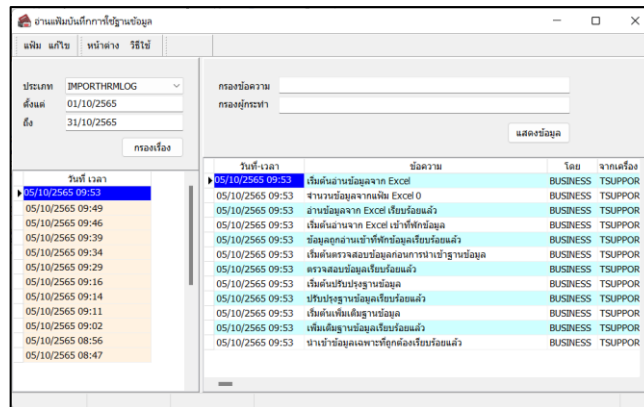 อ่านแฟ้มบันทึกการใช้ฐานข้อมูล
แฟ้ม แก้ไข หน้าต่าง วิธีใช้
ประเภท IMPORTHRMLOG
ตั้งแต่ 01/10/2565
ถึง 31/10/2565
กรองเรื่อง
กรองข้อความ
กรองผู้กระทำ
แสดงข้อมูล
วันที่ เวลา
05/10/2565 09:53
05/10/2565 09:49
05/10/2565 09:46
05/10/2565 09:39
05/10/2565 09:34
05/10/2565 09:29
05/10/2565 09:16
05/10/2565 09:14
05/10/2565 09:11
05/10/2565 09:02
05/10/2565 08:56
05/10/2565 08:47
วันที่-เวลา ข้อความ โดย จากเครื่อง
05/10/2565 09:53 เริ่มต้นอ่านข้อมูลจาก Excel BUSINESS TSUPPOR
05/10/2565 09:53 จำนวนข้อมูลจากแฟ้ม Excel 0 BUSINESS TSUPPOR
05/10/2565 09:53 อ่านข้อมูลจาก Excel เรียบร้อยแล้ว BUSINESS TSUPPOR
05/10/2565 09:53 เริ่มต้นอ่านจาก Excel เข้าที่พักข้อมูล BUSINESS TSUPPOR
05/10/2565 09:53 ข้อมูลถูกอ่านเข้าที่พักข้อมูลเรียบร้อยแล้ว BUSINESS TSUPPOR
05/10/2565 09:53 เริ่มต้นตรวจสอบข้อมูลก่อนการนำเข้าฐานข้อมูล BUSINESS TSUPPOR
05/10/2565 09:53 ตรวจสอบข้อมูลเรียบร้อยแล้ว BUSINESS TSUPPOR
05/10/2565 09:53 เริ่มต้นปรับปรุงฐานข้อมูล BUSINESS TSUPPOR
05/10/2565 09:53 ปรับปรุงฐานข้อมูลเรียบร้อยแล้ว BUSINESS TSUPPOR
05/10/2565 09:53 เริ่มต้นเพิ่มเติมฐานข้อมูล BUSINESS TSUPPOR
05/10/2565 09:53 เพิ่มเติมฐานข้อมูลเรียบร้อยแล้ว BUSINESS TSUPPOR
05/10/2565 09:53 นำเข้าข้อมูลเฉพาะที่ถูกต้องเรียบร้อยแล้ว BUSINESS TSUPPOR